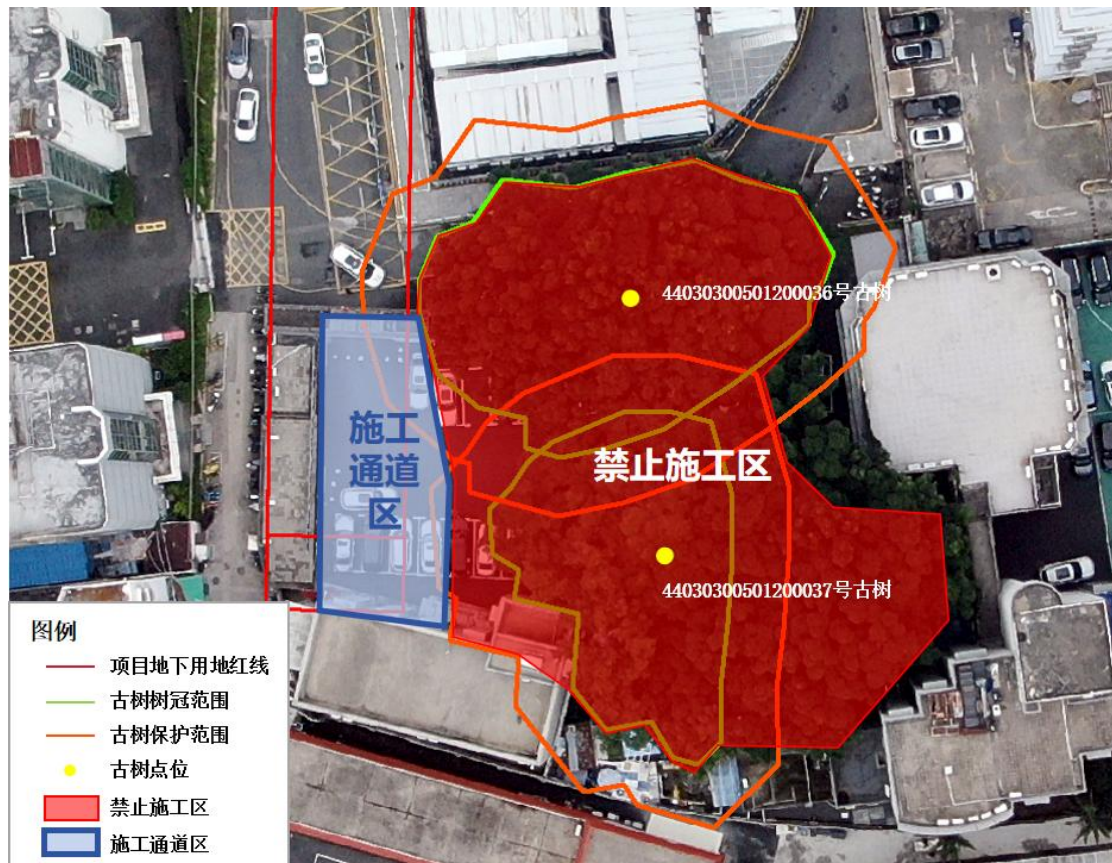 44030300501200036号古树
施工
通道
区
禁止施工区
44030300501200037号古树
图例
项目地下用地红线
古树树冠范围
古树保护范围
古树点位
禁止施工区
施工通道区